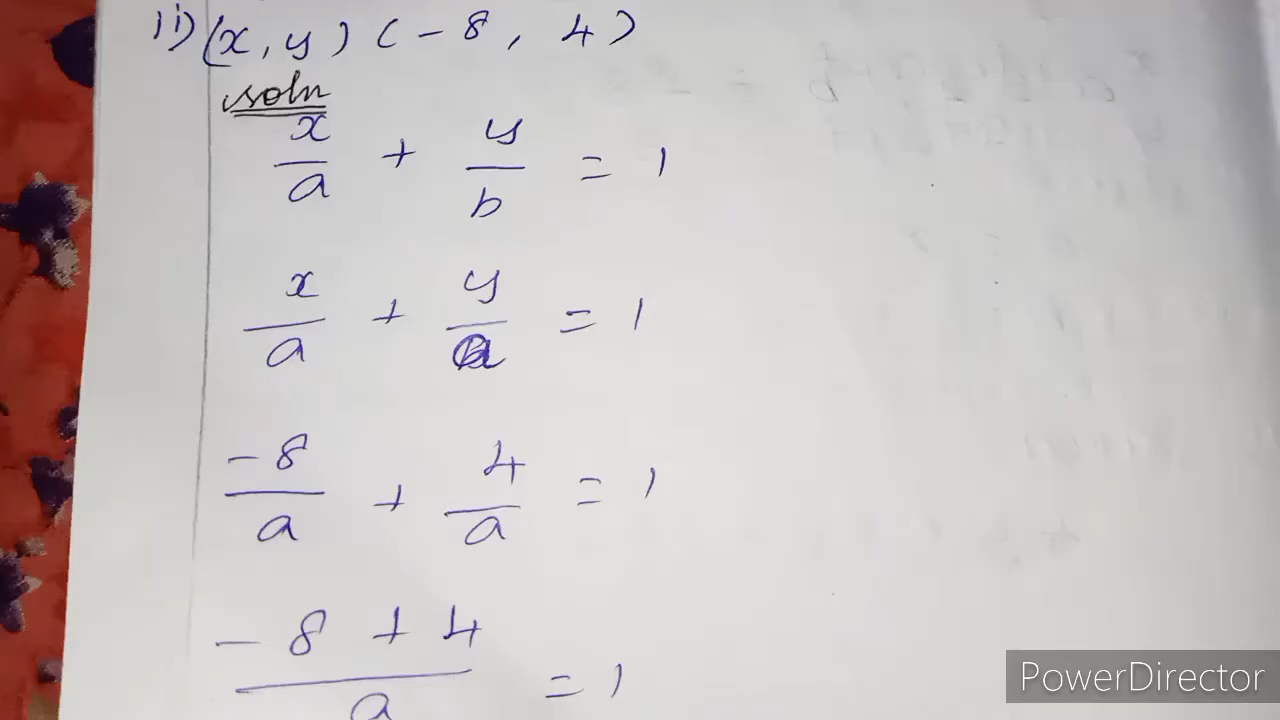 ii) (x, y) (-8, 4)
soln
x/a + y/b = 1
x/a + y/a = 1
-8/a + 4/a = 1
-8 + 4/a = 1
PowerDirector